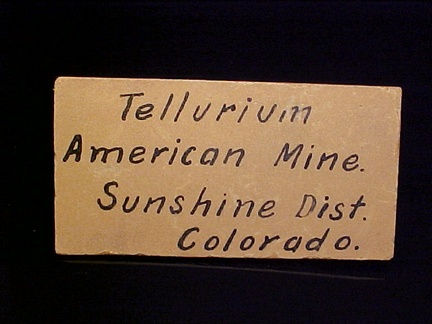 Tellurium
American Mine.
Sunshine Dist.
Colorado.